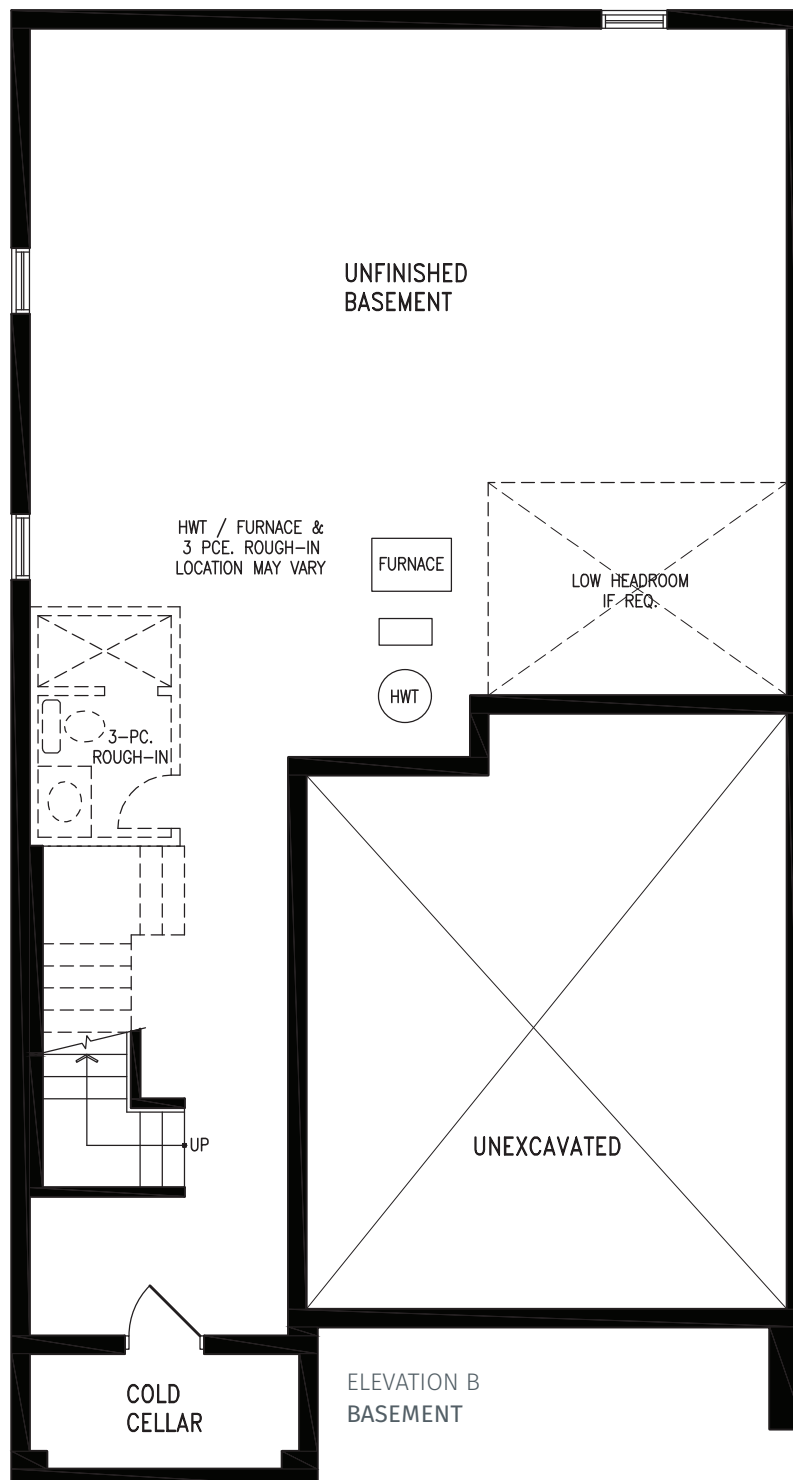 UNFINISHED
BASEMENT
HWT / FURNACE &
3 PCE. ROUGH-IN
LOCATION MAY VARY
FURNACE
LOW HEADROOM
IF REQ.
HWT
3-PC.
ROUGH-IN
UP
UNEXCAVATED
COLD
CELLAR
ELEVATION B
BASEMENT